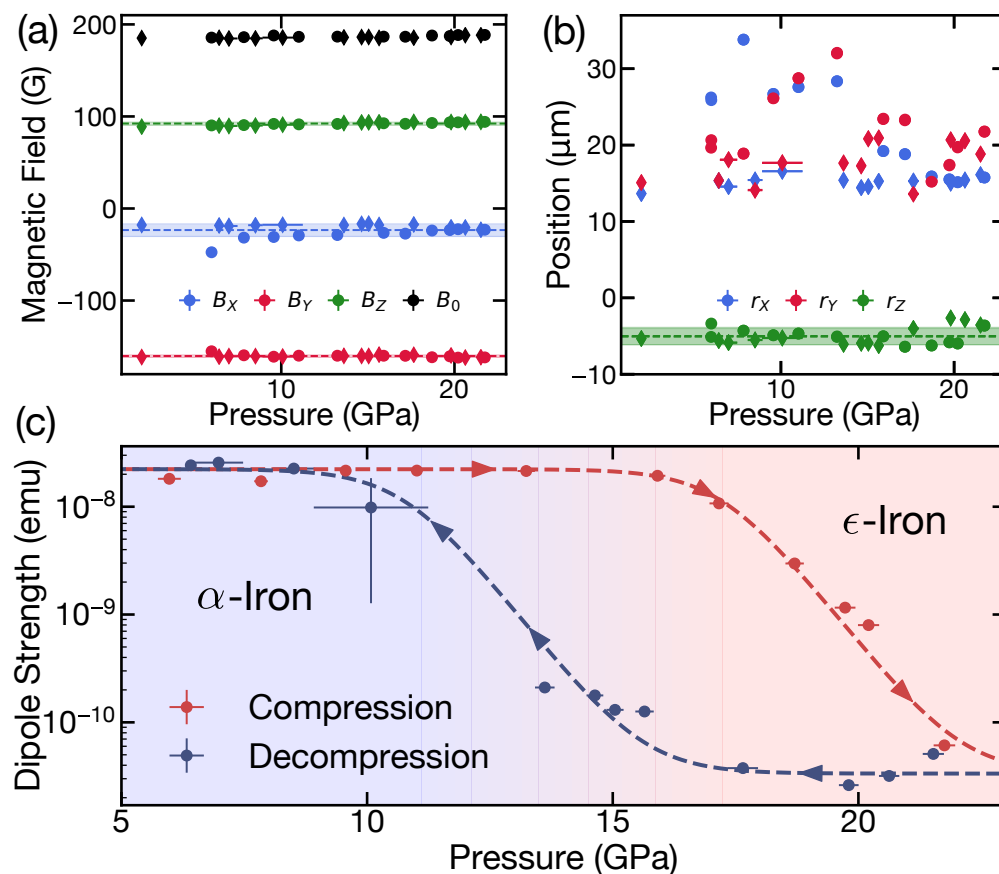 (a)
Magnetic Field (G)
200
100
0
−100
B_X B_Y B_Z B_0
10 20
Pressure (GPa)
(b)
Position (μm)
30
20
10
0
−10
r_X r_Y r_Z
10 20
Pressure (GPa)
(c)
Dipole Strength (emu)
10⁻⁸
10⁻⁹
10⁻¹⁰
α-Iron
ϵ-Iron
Compression
Decompression
5 10 15 20
Pressure (GPa)